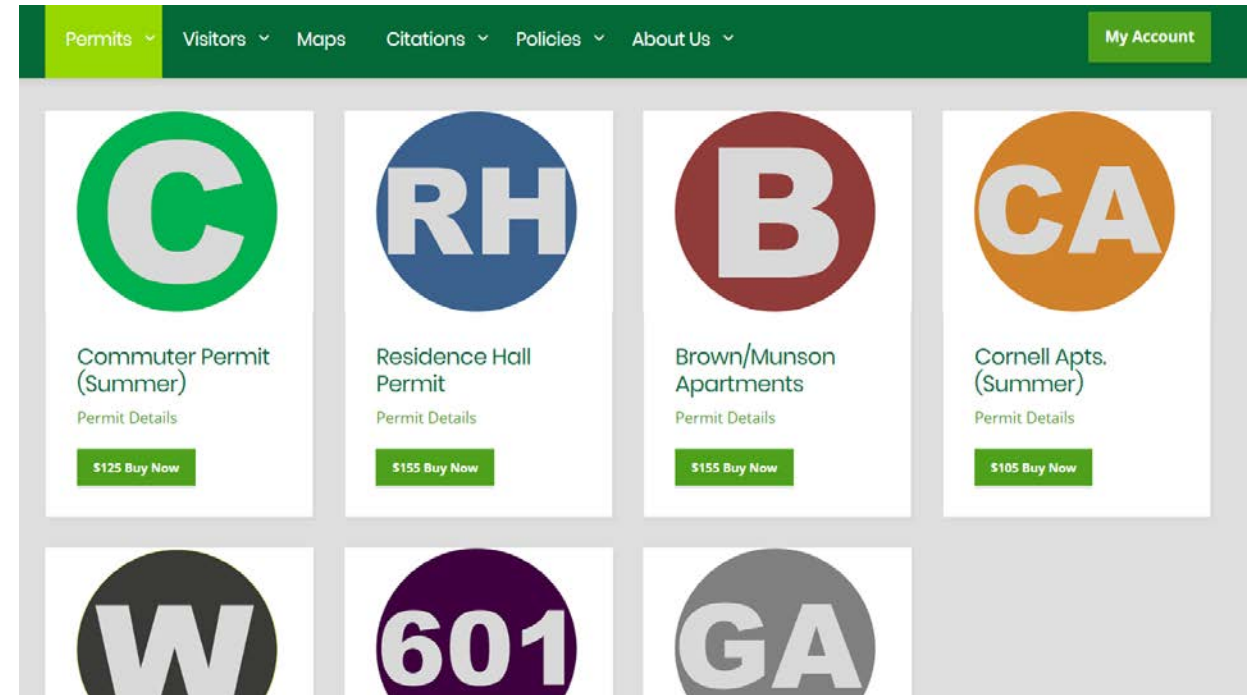 Permits Visitors Maps Citations Policies About Us My Account
C RH B CA
Commuter Permit
(Summer)
Permit Details
$125 Buy Now
Residence Hall
Permit
Permit Details
$155 Buy Now
Brown/Munson
Apartments
Permit Details
$155 Buy Now
Cornell Apts.
(Summer)
Permit Details
$105 Buy Now
W 601 GA